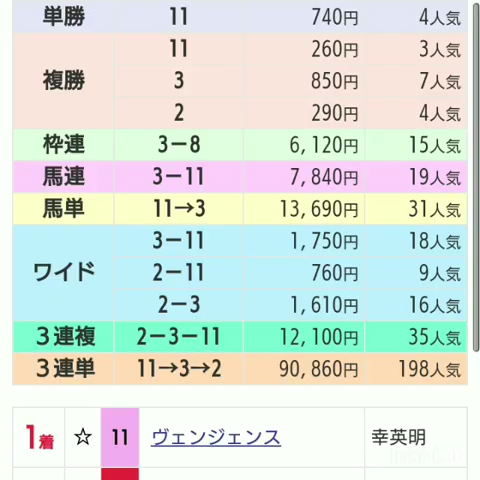 単勝 11 740円 4人気
複勝 11 260円 3人気
3 850円 7人気
2 290円 4人気
枠連 3－8 6,120円 15人気
馬連 3－11 7,840円 19人気
馬単 11→3 13,690円 31人気
ワイド 3－11 1,750円 18人気
2－11 760円 9人気
2－3 1,610円 16人気
３連複 2－3－11 12,100円 35人気
３連単 11→3→2 90,860円 198人気
1着 ☆ 11 ヴェンジェンス 幸英明